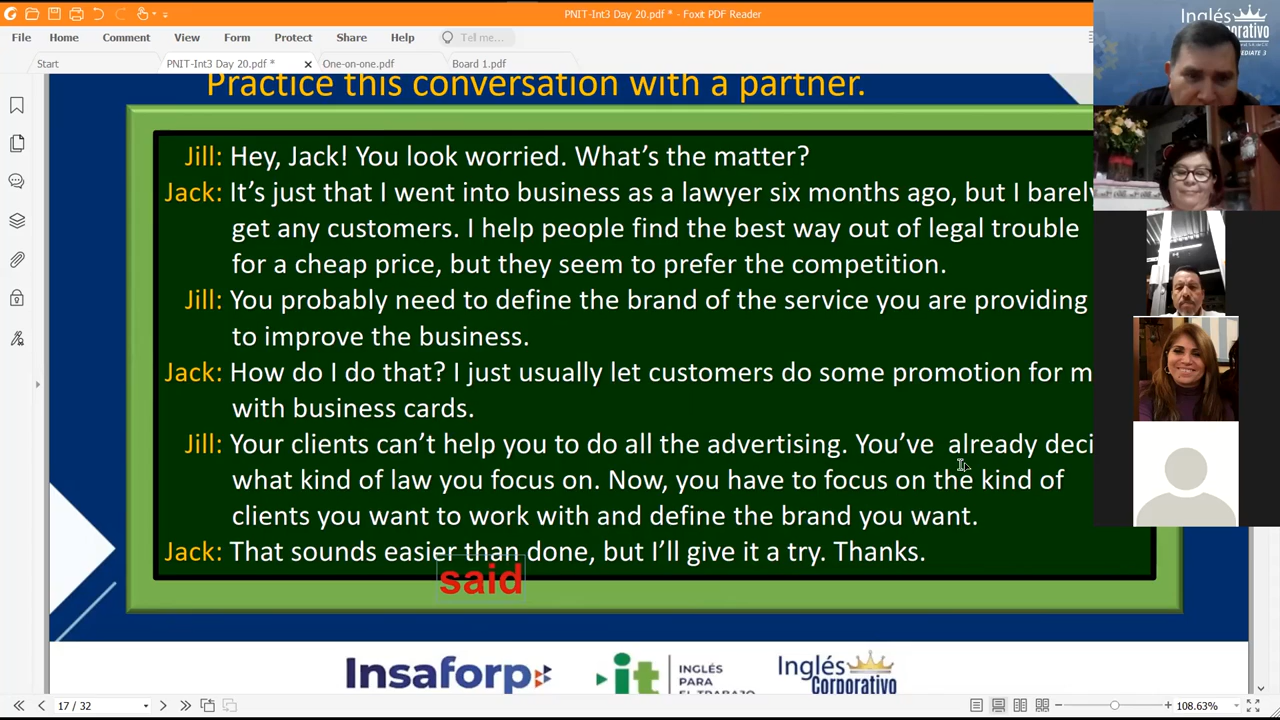 PNIT-Int3 Day 20.pdf * - Foxit PDF Reader
File Home Comment View Form Protect Share Help Tell me...
Start PNIT-Int3 Day 20.pdf * One-on-one.pdf Board 1.pdf
Inglés
Corporativo
Practice this conversation with a partner.
Jill: Hey, Jack! You look worried. What's the matter?
Jack: It's just that I went into business as a lawyer six months ago, but I barely
get any customers. I help people find the best way out of legal trouble
for a cheap price, but they seem to prefer the competition.
Jill: You probably need to define the brand of the service you are providing
to improve the business.
Jack: How do I do that? I just usually let customers do some promotion for m
with business cards.
Jill: Your clients can't help you to do all the advertising. You've already deci
what kind of law you focus on. Now, you have to focus on the kind of
clients you want to work with and define the brand you want.
Jack: That sounds easier than done, but I'll give it a try. Thanks.
said
Insaforp
it INGLÉS
PARA
EL TRABAJO
Inglés
Corporativo
17 / 32 108.63%